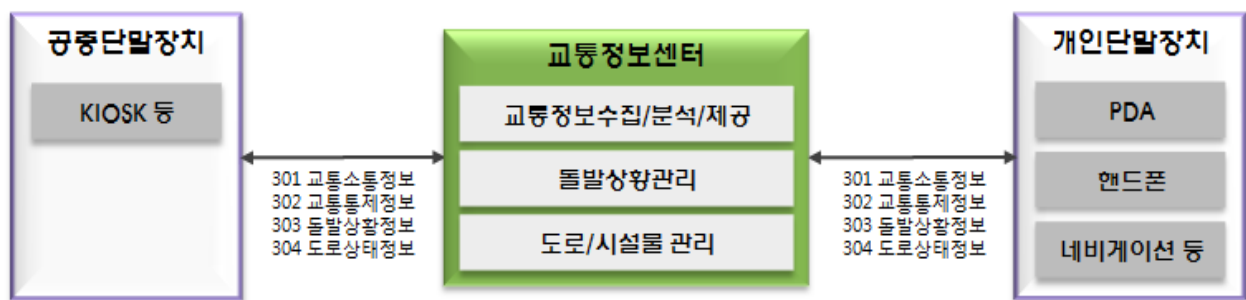 공중단말장치
KIOSK 등
301 교통소통정보
302 교통통제정보
303 돌발상황정보
304 도로상태정보
교통정보센터
교통정보수집/분석/제공
돌발상황관리
도로/시설물 관리
301 교통소통정보
302 교통통제정보
303 돌발상황정보
304 도로상태정보
개인단말장치
PDA
핸드폰
네비게이션 등